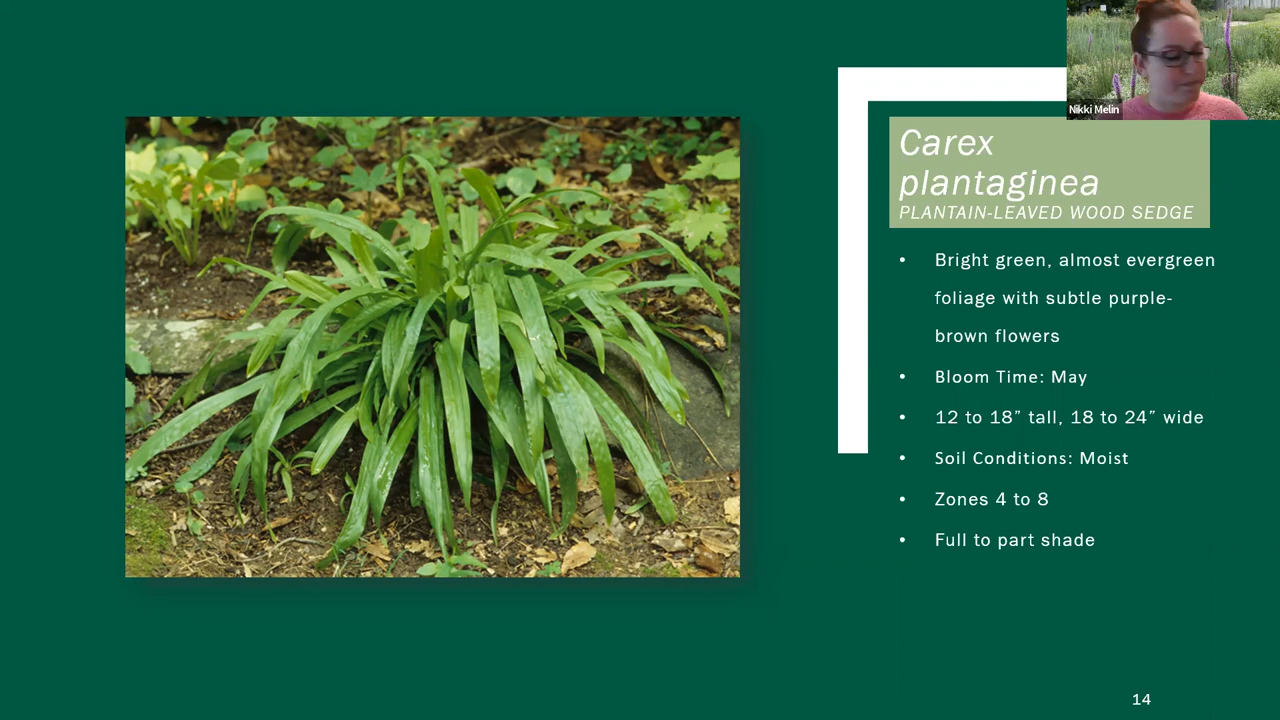 Nikki Melin
Carex
plantaginea
PLANTAIN-LEAVED WOOD SEDGE
• Bright green, almost evergreen
foliage with subtle purple-
brown flowers
• Bloom Time: May
• 12 to 18” tall, 18 to 24” wide
• Soil Conditions: Moist
• Zones 4 to 8
• Full to part shade
14